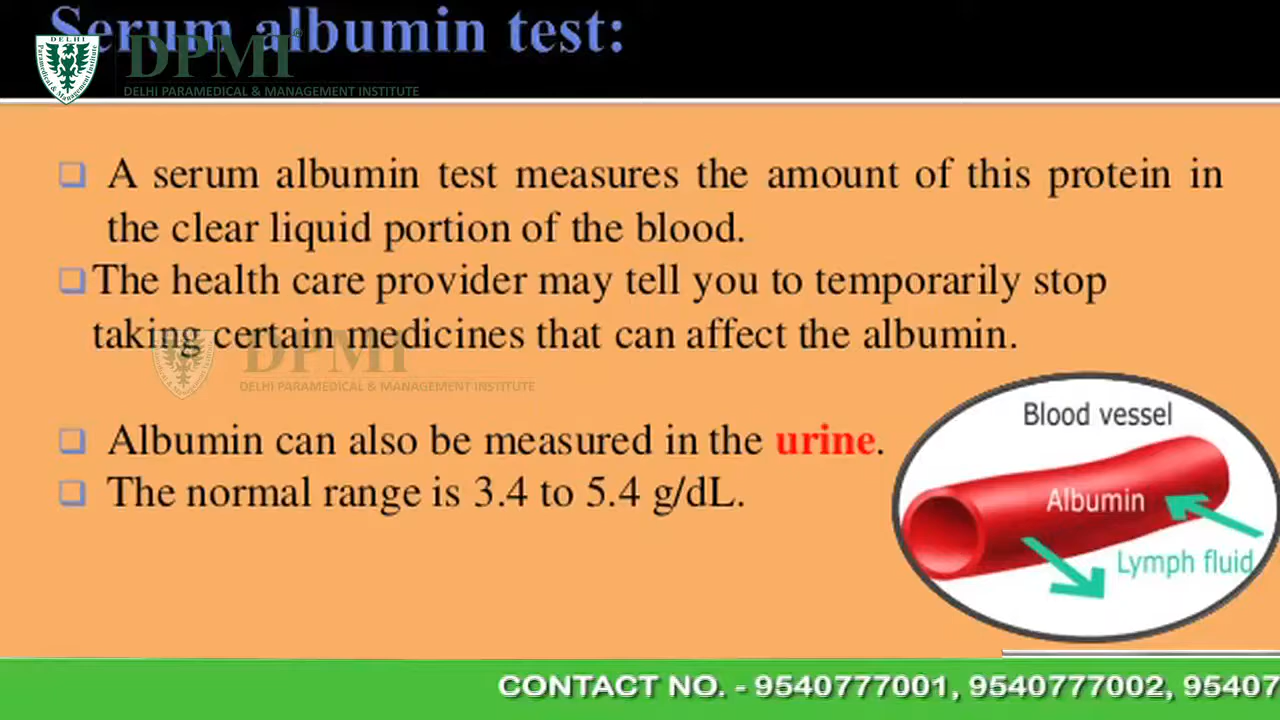 Serum albumin test:
DELHI
Paramedical & Management Institute
DPMI®
DELHI PARAMEDICAL & MANAGEMENT INSTITUTE
A serum albumin test measures the amount of this protein in
the clear liquid portion of the blood.
The health care provider may tell you to temporarily stop
taking certain medicines that can affect the albumin.
DPMI
DELHI PARAMEDICAL & MANAGEMENT INSTITUTE
Albumin can also be measured in the urine.
The normal range is 3.4 to 5.4 g/dL.
Blood vessel
Albumin
Lymph fluid
CONTACT NO. - 9540777001, 9540777002, 95407